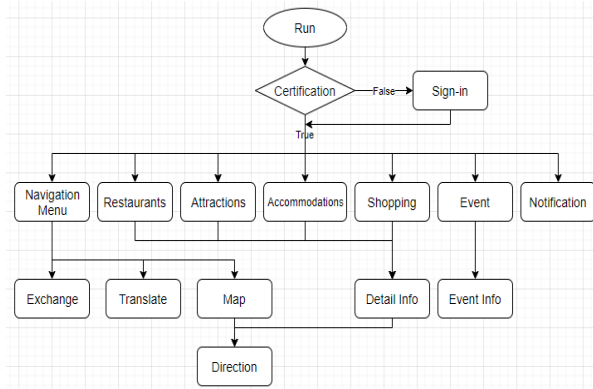 Run
Certification
False
Sign-in
True
Navigation
Menu
Restaurants
Attractions
Accommodations
Shopping
Event
Notification
Exchange
Translate
Map
Detail Info
Event Info
Direction